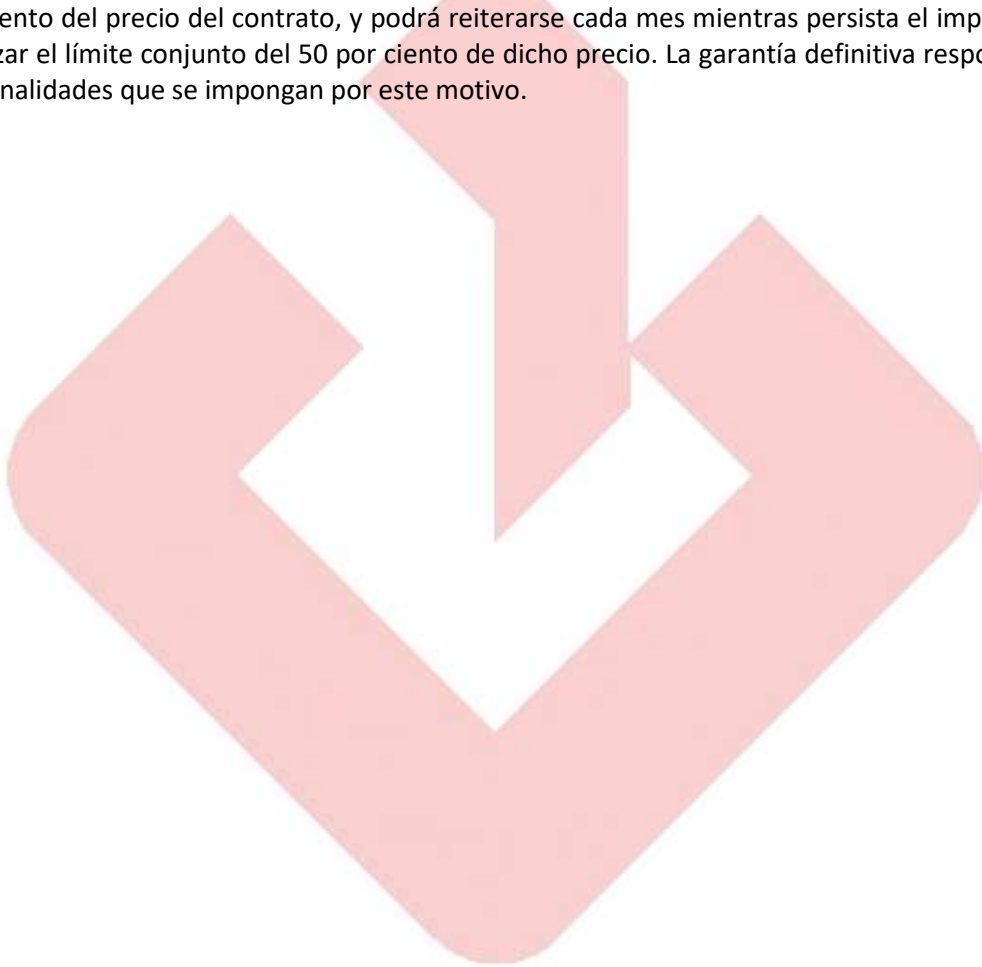 ento del precio del contrato, y podrá reiterarse cada mes mientras persista el imp
zar el límite conjunto del 50 por ciento de dicho precio. La garantía definitiva resp
nalidades que se impongan por este motivo.